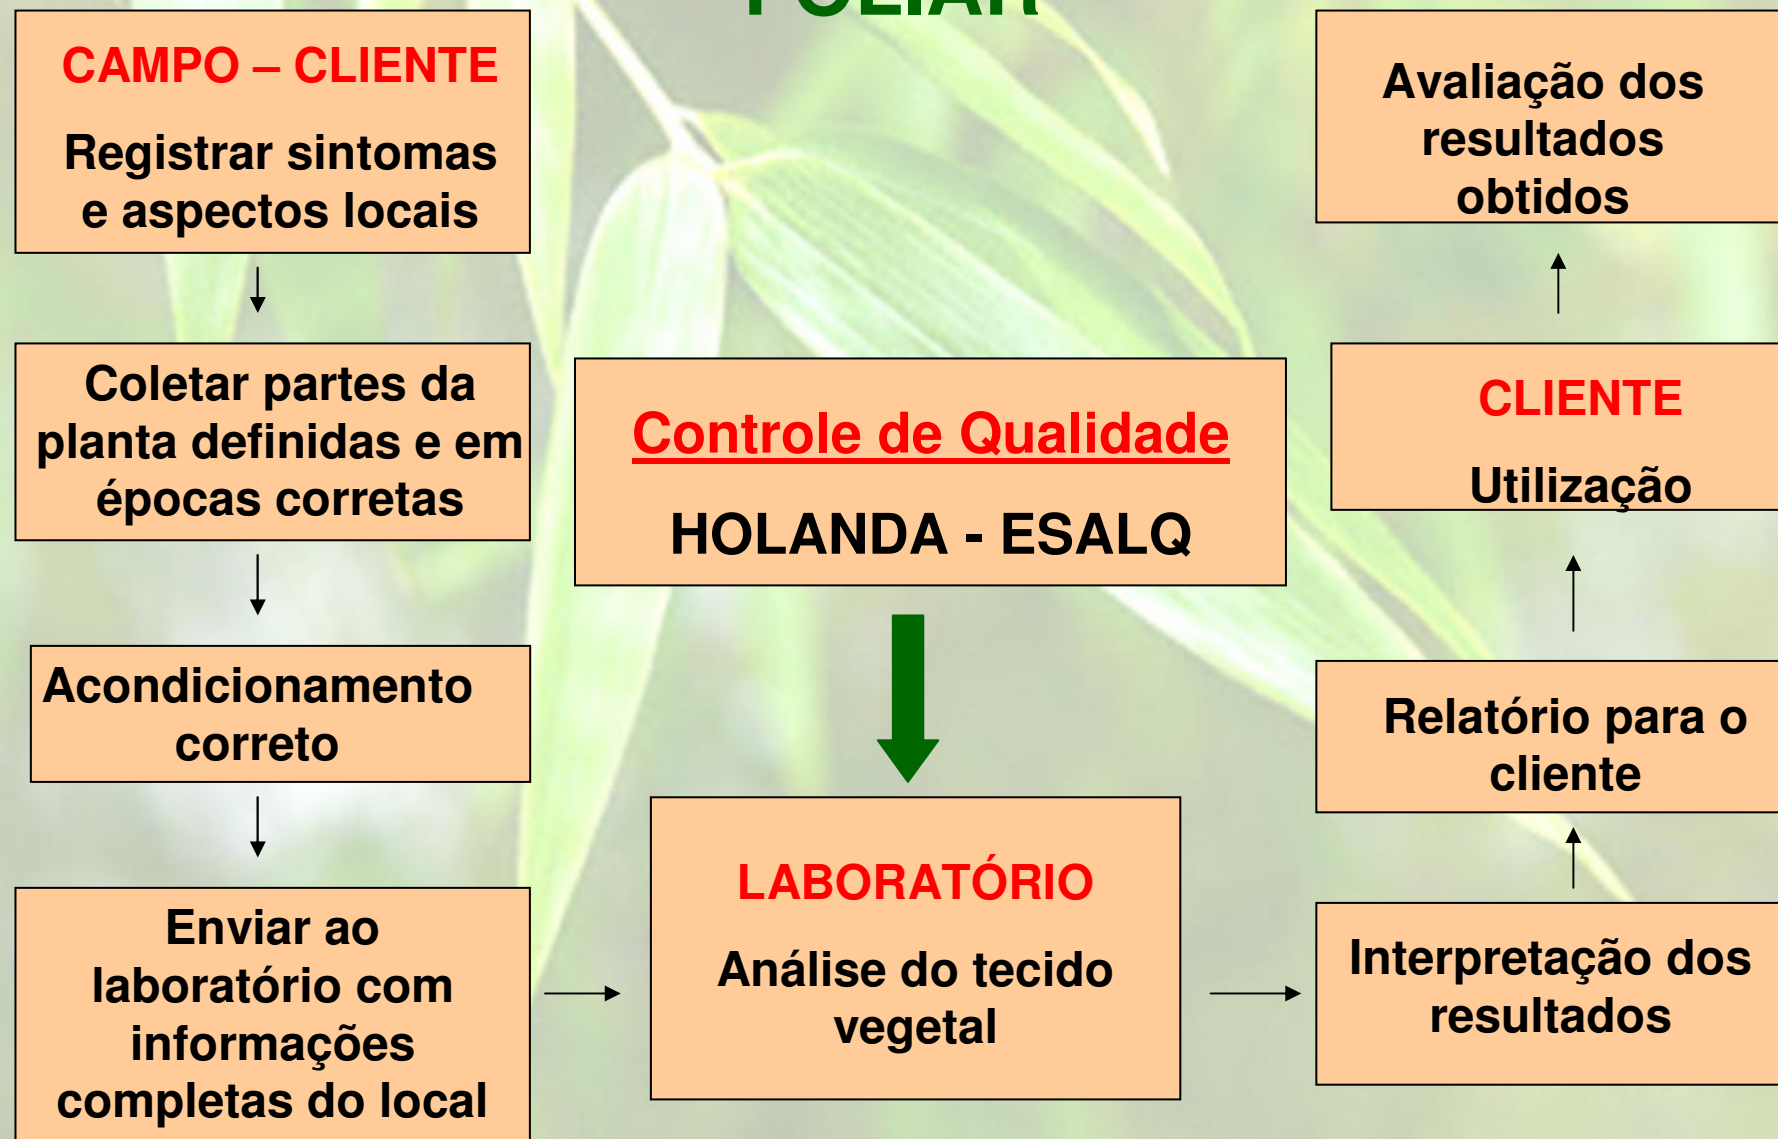 FOLIAR
CAMPO – CLIENTE
Registrar sintomas
e aspectos locais
Coletar partes da
planta definidas e em
épocas corretas
Acondicionamento
correto
Enviar ao
laboratório com
informações
completas do local
Controle de Qualidade
HOLANDA - ESALQ
LABORATÓRIO
Análise do tecido
vegetal
Avaliação dos
resultados
obtidos
CLIENTE
Utilização
Relatório para o
cliente
Interpretação dos
resultados